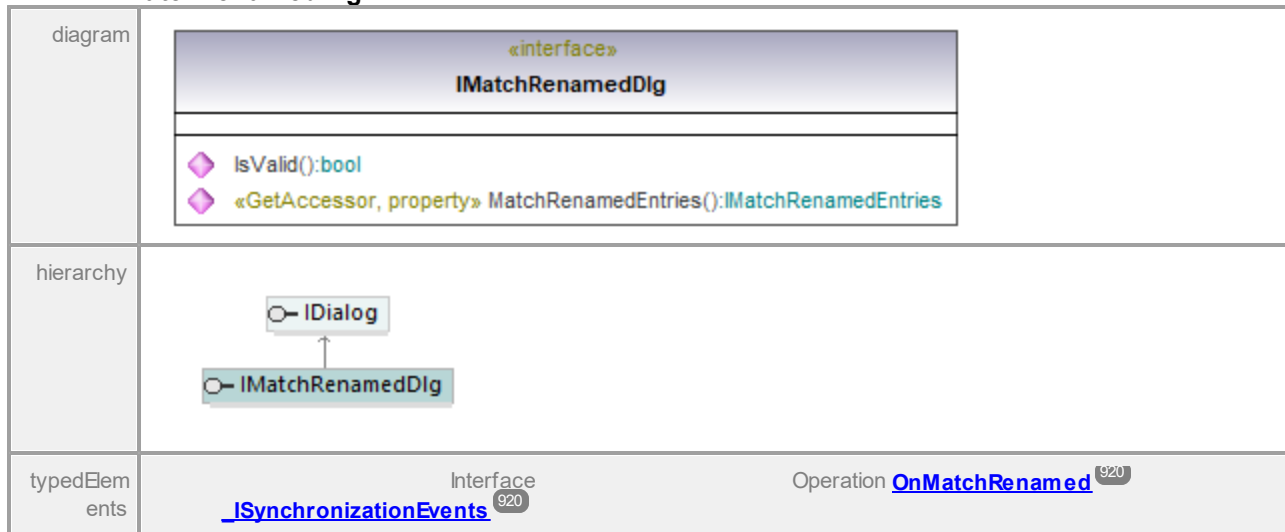 diagram
«interface»
IMatchRenamedDlg
IsValid():bool
«GetAccessor, property» MatchRenamedEntries():IMatchRenamedEntries
hierarchy
IDialog
IMatchRenamedDlg
typedElem
ents
Interface
_ISynchronizationEvents 920
Operation OnMatchRenamed 920